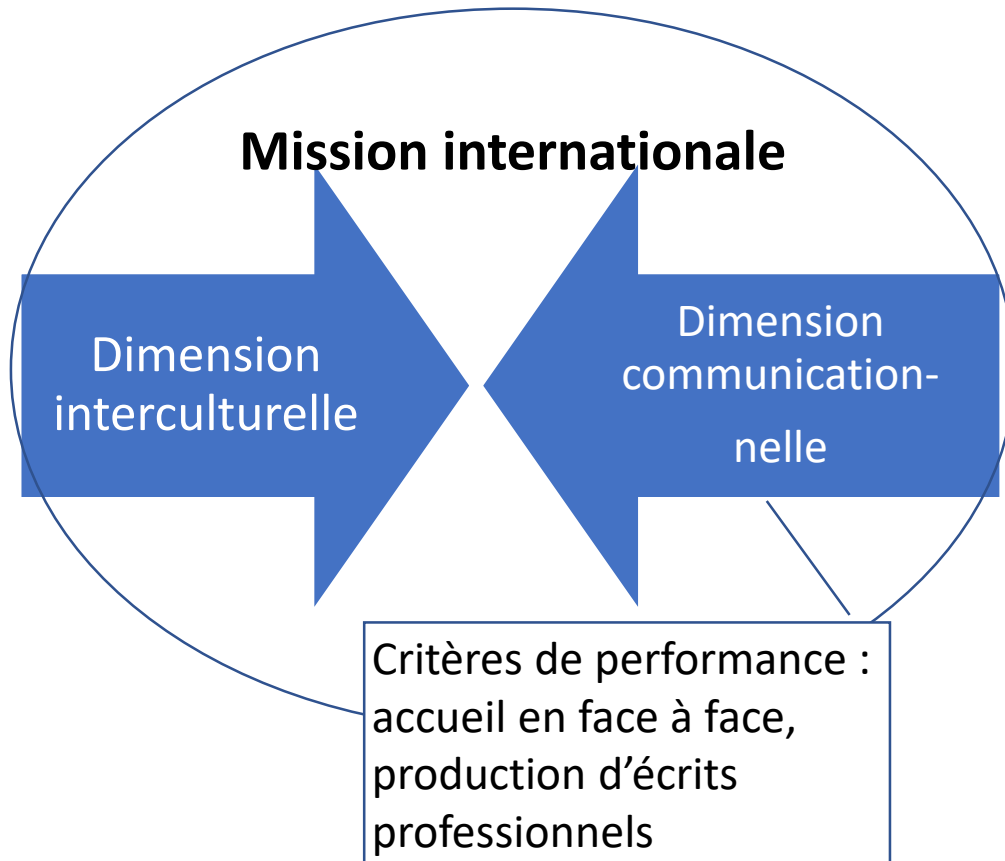 Mission internationale
Dimension
interculturelle
Dimension
communication-
nelle
Critères de performance :
accueil en face à face,
production d’écrits
professionnels